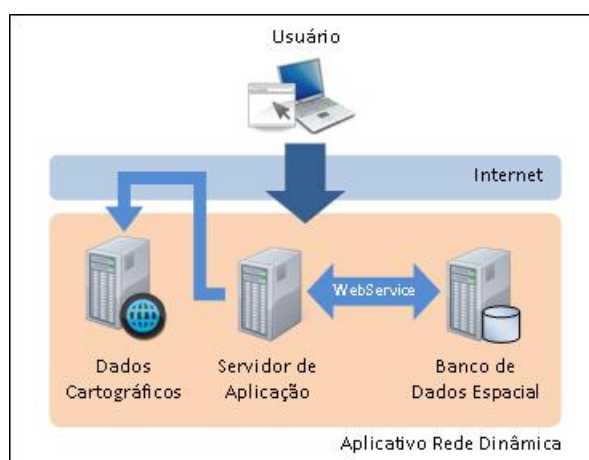 Usuário
Internet
WebService
Dados
Cartográficos
Servidor de
Aplicação
Banco de
Dados Espacial
Aplicativo Rede Dinâmica